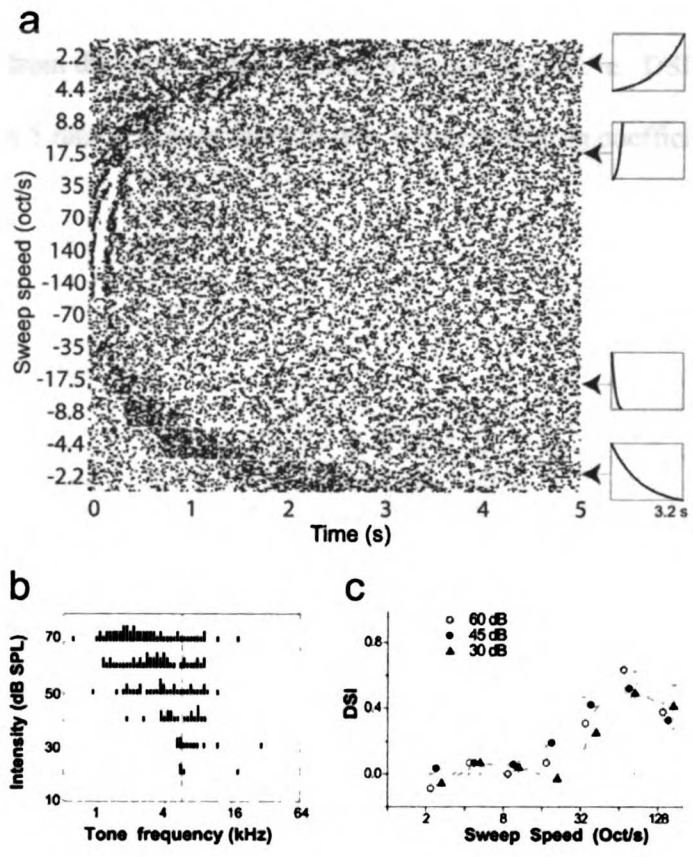 a
Sweep speed (oct/s)
2.2
4.4
8.8
17.5
35
70
140
-140
-70
-35
-17.5
-8.8
-4.4
-2.2
0 1 2 3 4 5
Time (s)
3.2 s
b
Intensity (dB SPL)
70
50
30
10
1 4 16 64
Tone frequency (kHz)
c
60 dB
45 dB
30 dB
DSI
0.8
0.4
0.0
2 8 32 128
Sweep Speed (Oct/s)